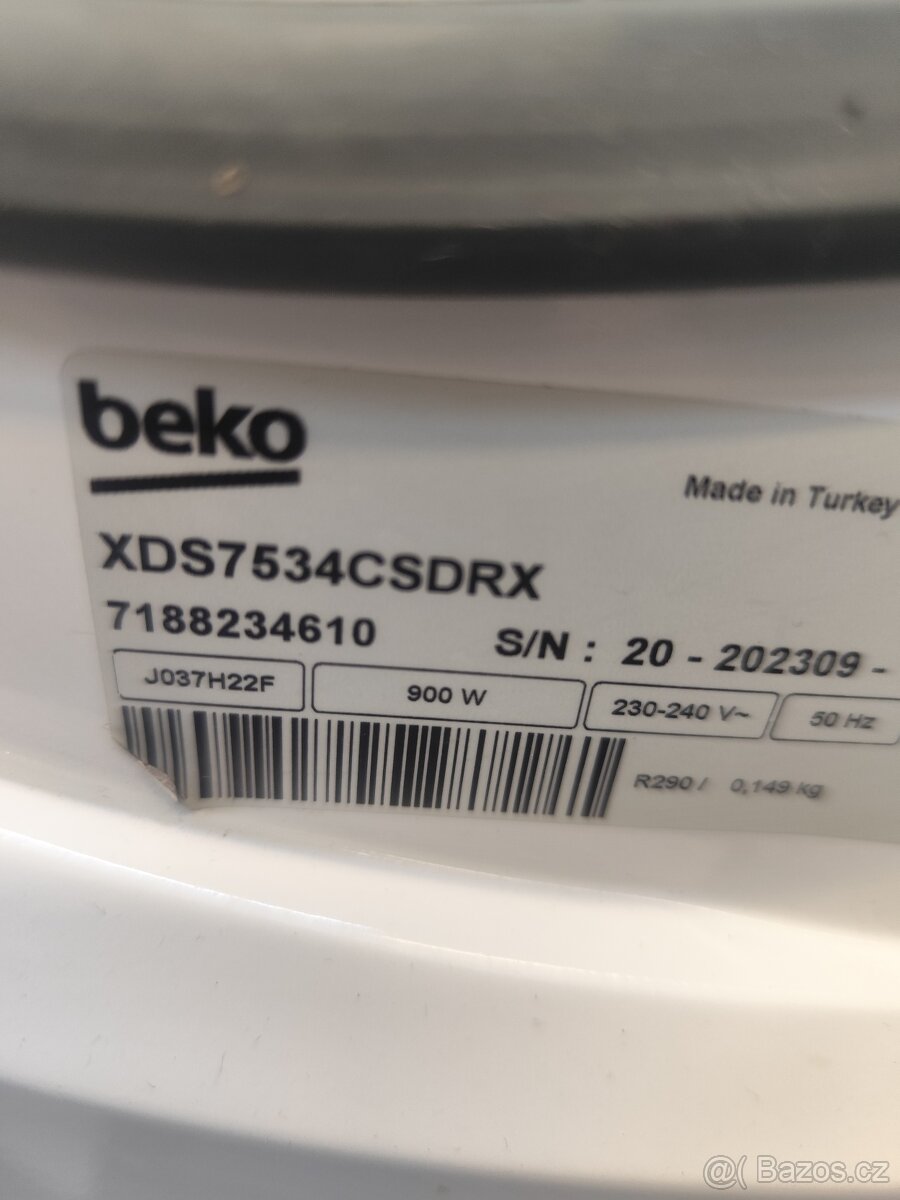 beko
Made in Turkey
XDS7534CSDRX
7188234610
S/N : 20 - 202309 -
J037H22F
900 W
230-240 V~
50 Hz
R290 / 0,149 kg
@( Bazos.cz